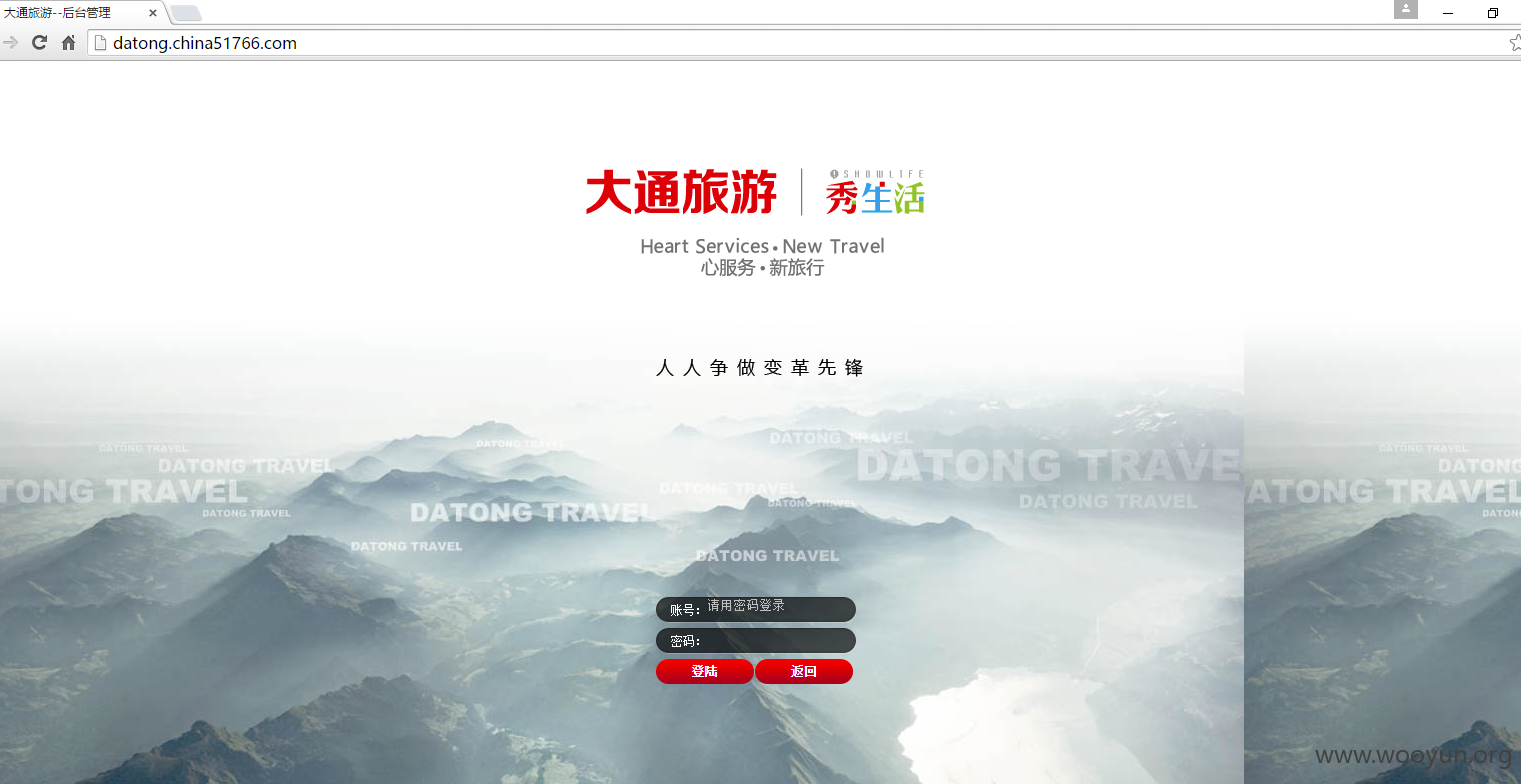 大通旅游--后台管理
datong.china51766.com
大通旅游
SHOWLIFE
秀生活
Heart Services•New Travel
心服务•新旅行
人人争做变革先锋
DATONG TRAVEL
DATONG TRAVEL
DATONG TRAVEL
DATONG TRAVEL
DATONG TRAVE
DATONG TRAVEL
DATONG
TONG TRAVEL
DATONG TRAVEL
ATONG TRAVEL
DATONG TRAVEL
DATONG TRAVEL
DATONG TRAVEL
DATONG TRAVEL
DATONG
DATONG TRAVEL
DATONG TRAVEL
DATONG TRAVEL
账号：请用密码登录
密码：
登陆 返回
www.wooyun.org